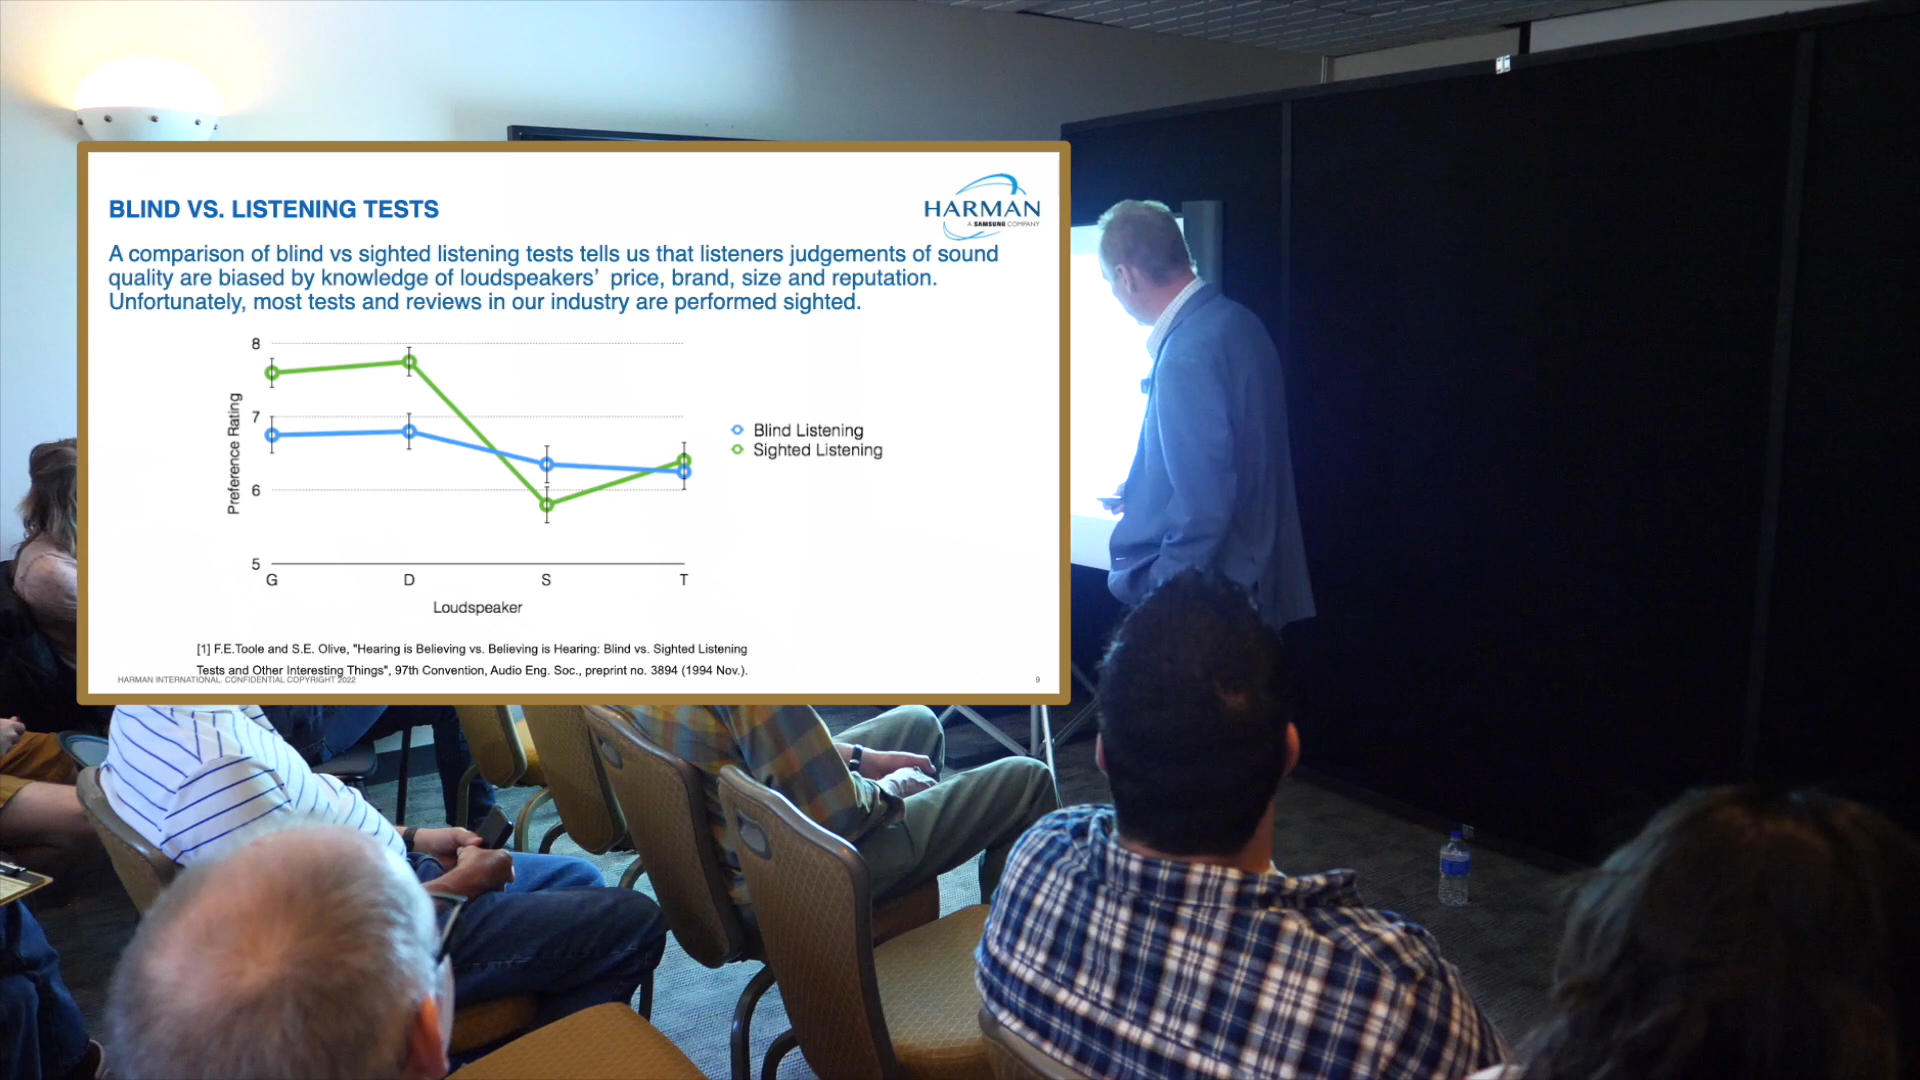 BLIND VS. LISTENING TESTS
HARMAN
A SAMSUNG COMPANY
A comparison of blind vs sighted listening tests tells us that listeners judgements of sound
quality are biased by knowledge of loudspeakers’ price, brand, size and reputation.
Unfortunately, most tests and reviews in our industry are performed sighted.
8
7
6
5
Preference Rating
G D S T
Loudspeaker
Blind Listening
Sighted Listening
[1] F.E.Toole and S.E. Olive, "Hearing is Believing vs. Believing is Hearing: Blind vs. Sighted Listening
Tests and Other Interesting Things", 97th Convention, Audio Eng. Soc., preprint no. 3894 (1994 Nov.).
HARMAN INTERNATIONAL. CONFIDENTIAL COPYRIGHT 2022
9